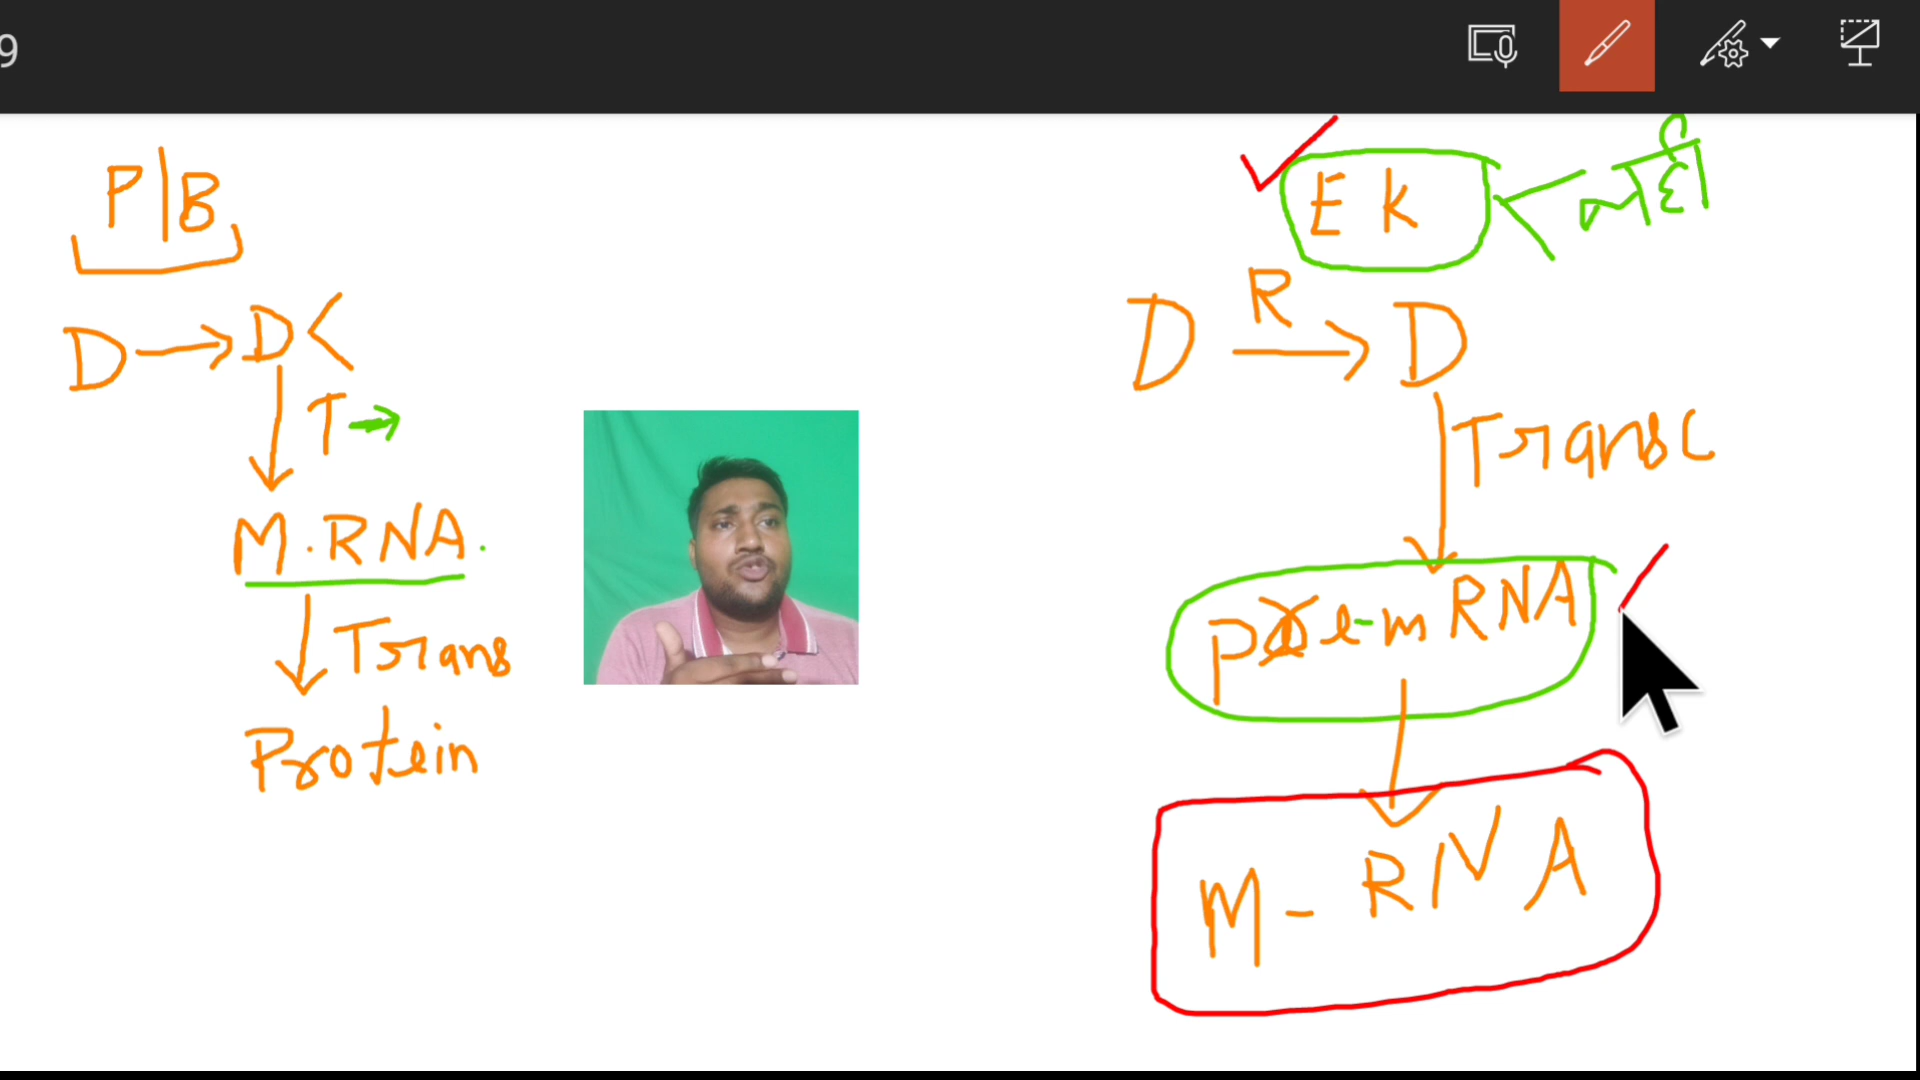 9
P|B
D → D
T →
M.RNA.
Trans
Protein
EK
नहीं
R
D → D
Transc
pre-mRNA
M-RNA